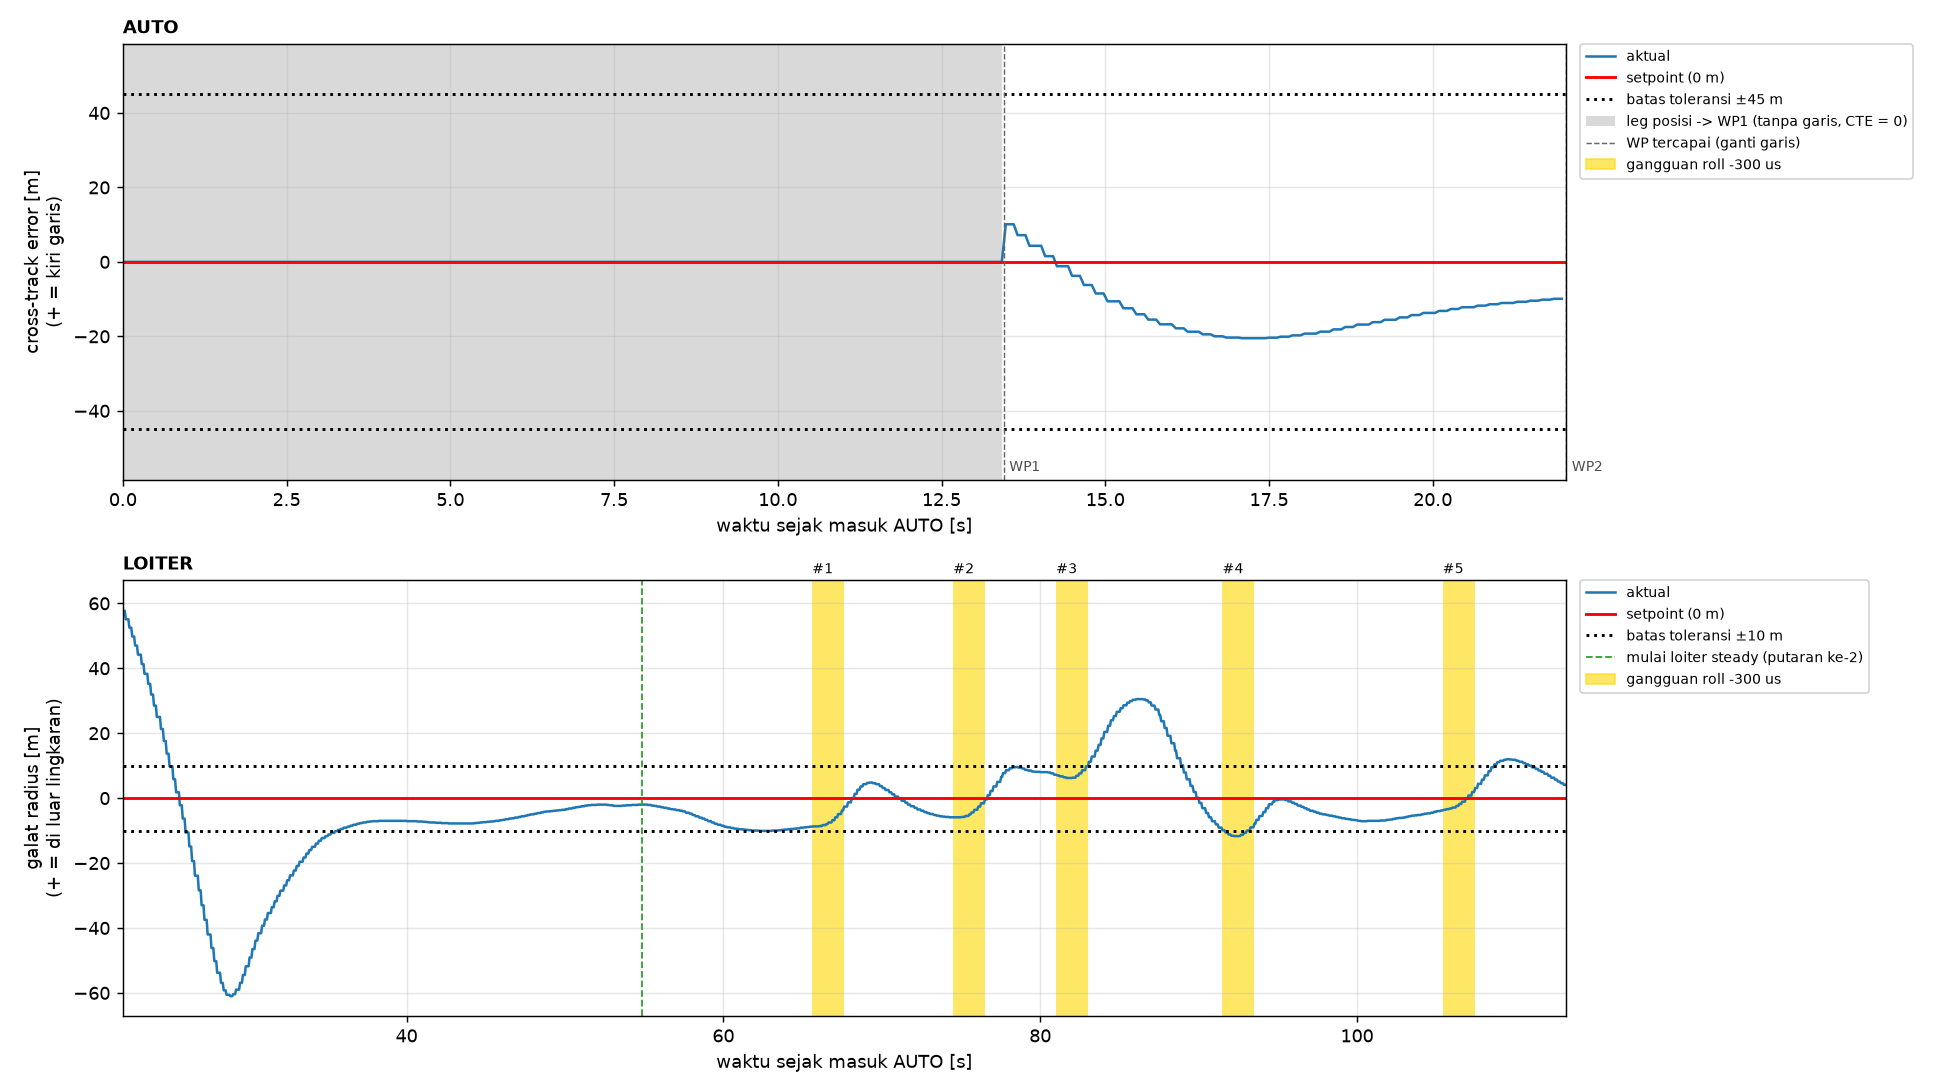 AUTO
cross-track error [m]
(+ = kiri garis)
40
20
0
−20
−40
WP1
WP2
0.0 2.5 5.0 7.5 10.0 12.5 15.0 17.5 20.0
waktu sejak masuk AUTO [s]
aktual
setpoint (0 m)
batas toleransi ±45 m
leg posisi -> WP1 (tanpa garis, CTE = 0)
WP tercapai (ganti garis)
gangguan roll -300 us
LOITER
#1 #2 #3 #4 #5
galat radius [m]
(+ = di luar lingkaran)
60
40
20
0
−20
−40
−60
40 60 80 100
waktu sejak masuk AUTO [s]
aktual
setpoint (0 m)
batas toleransi ±10 m
mulai loiter steady (putaran ke-2)
gangguan roll -300 us